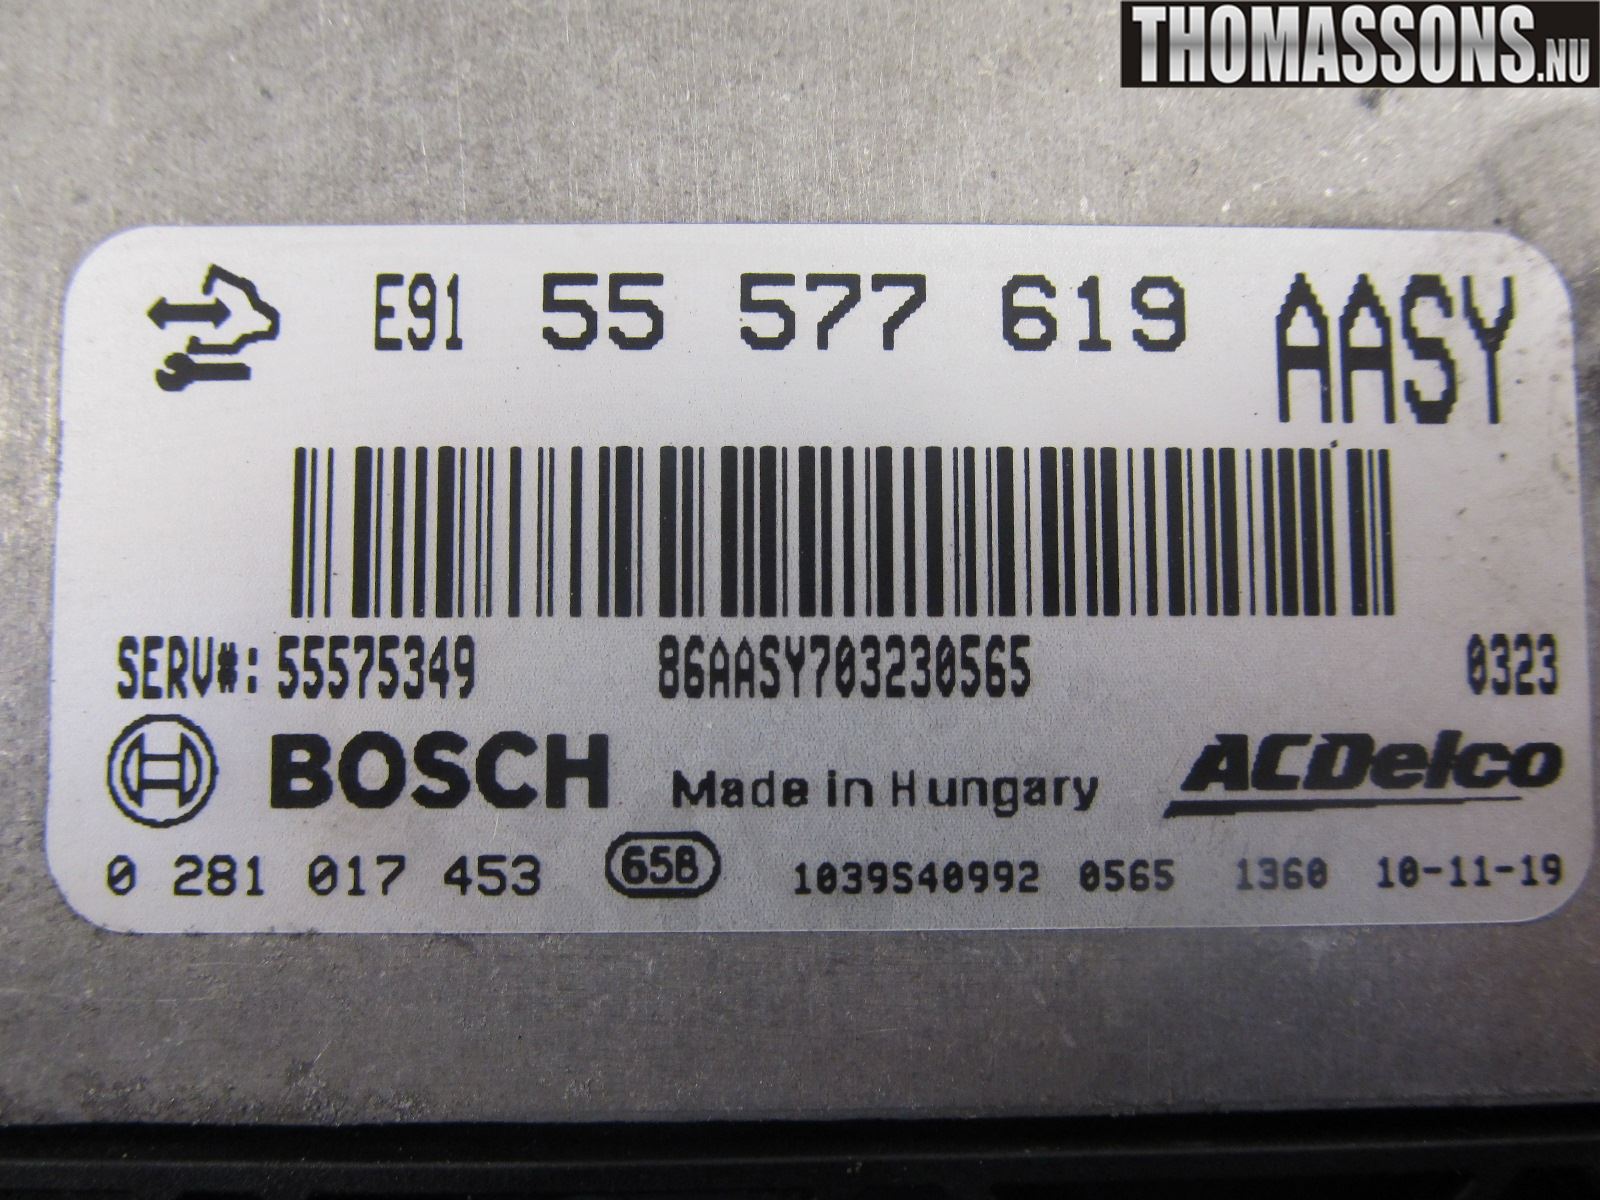 THOMASSONS.NU
E91 55 577 619 AASY
SERV#: 55575349 86AASY703230565 0323
BOSCH Made in Hungary ACDelco
0 281 017 453 65B 1039S40992 0565 1360 10-11-19